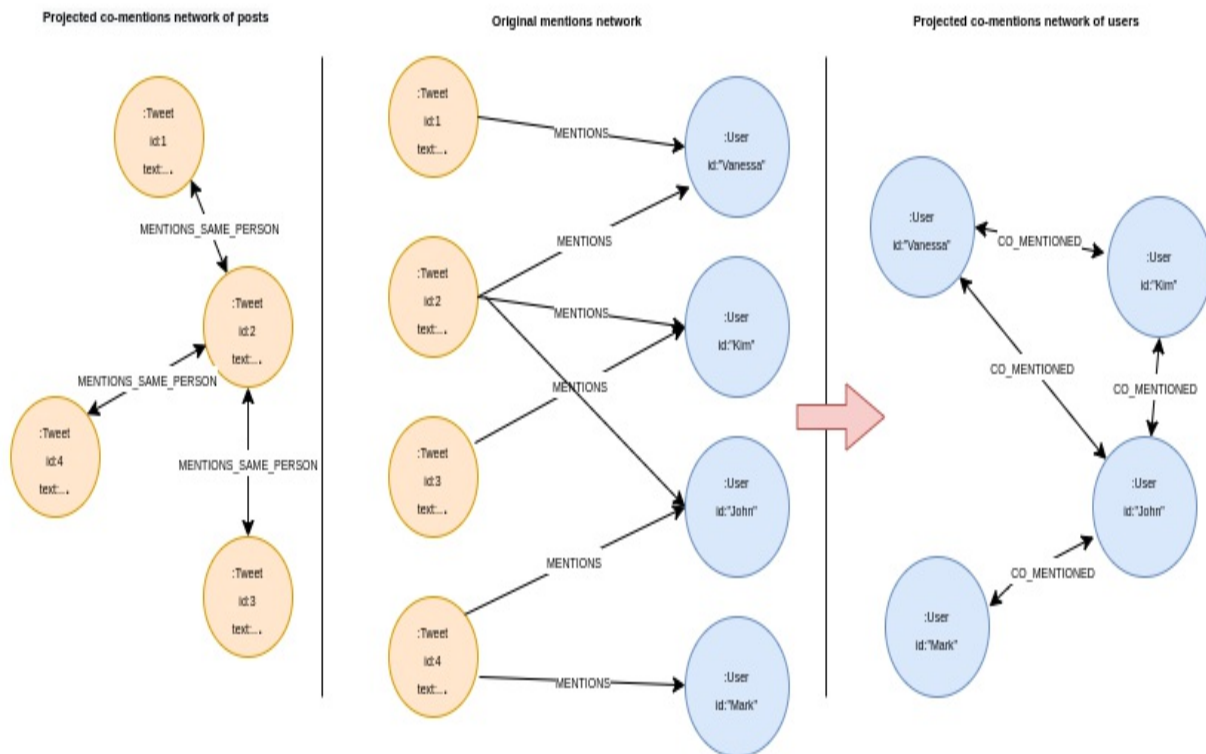 Projected co-mentions network of posts
:Tweet
id:1
text:...
MENTIONS_SAME_PERSON
:Tweet
id:2
text:...
MENTIONS_SAME_PERSON
:Tweet
id:4
text:...
MENTIONS_SAME_PERSON
:Tweet
id:3
text:...
Original mentions network
:Tweet
id:1
text:...
MENTIONS
:User
id:"Vanessa"
MENTIONS
:Tweet
id:2
text:...
MENTIONS
:User
id:"Kim"
MENTIONS
:Tweet
id:3
text:...
:User
id:"John"
MENTIONS
:Tweet
id:4
text:...
MENTIONS
:User
id:"Mark"
Projected co-mentions network of users
:User
id:"Vanessa"
CO_MENTIONED
:User
id:"Kim"
CO_MENTIONED
CO_MENTIONED
:User
id:"John"
CO_MENTIONED
:User
id:"Mark"